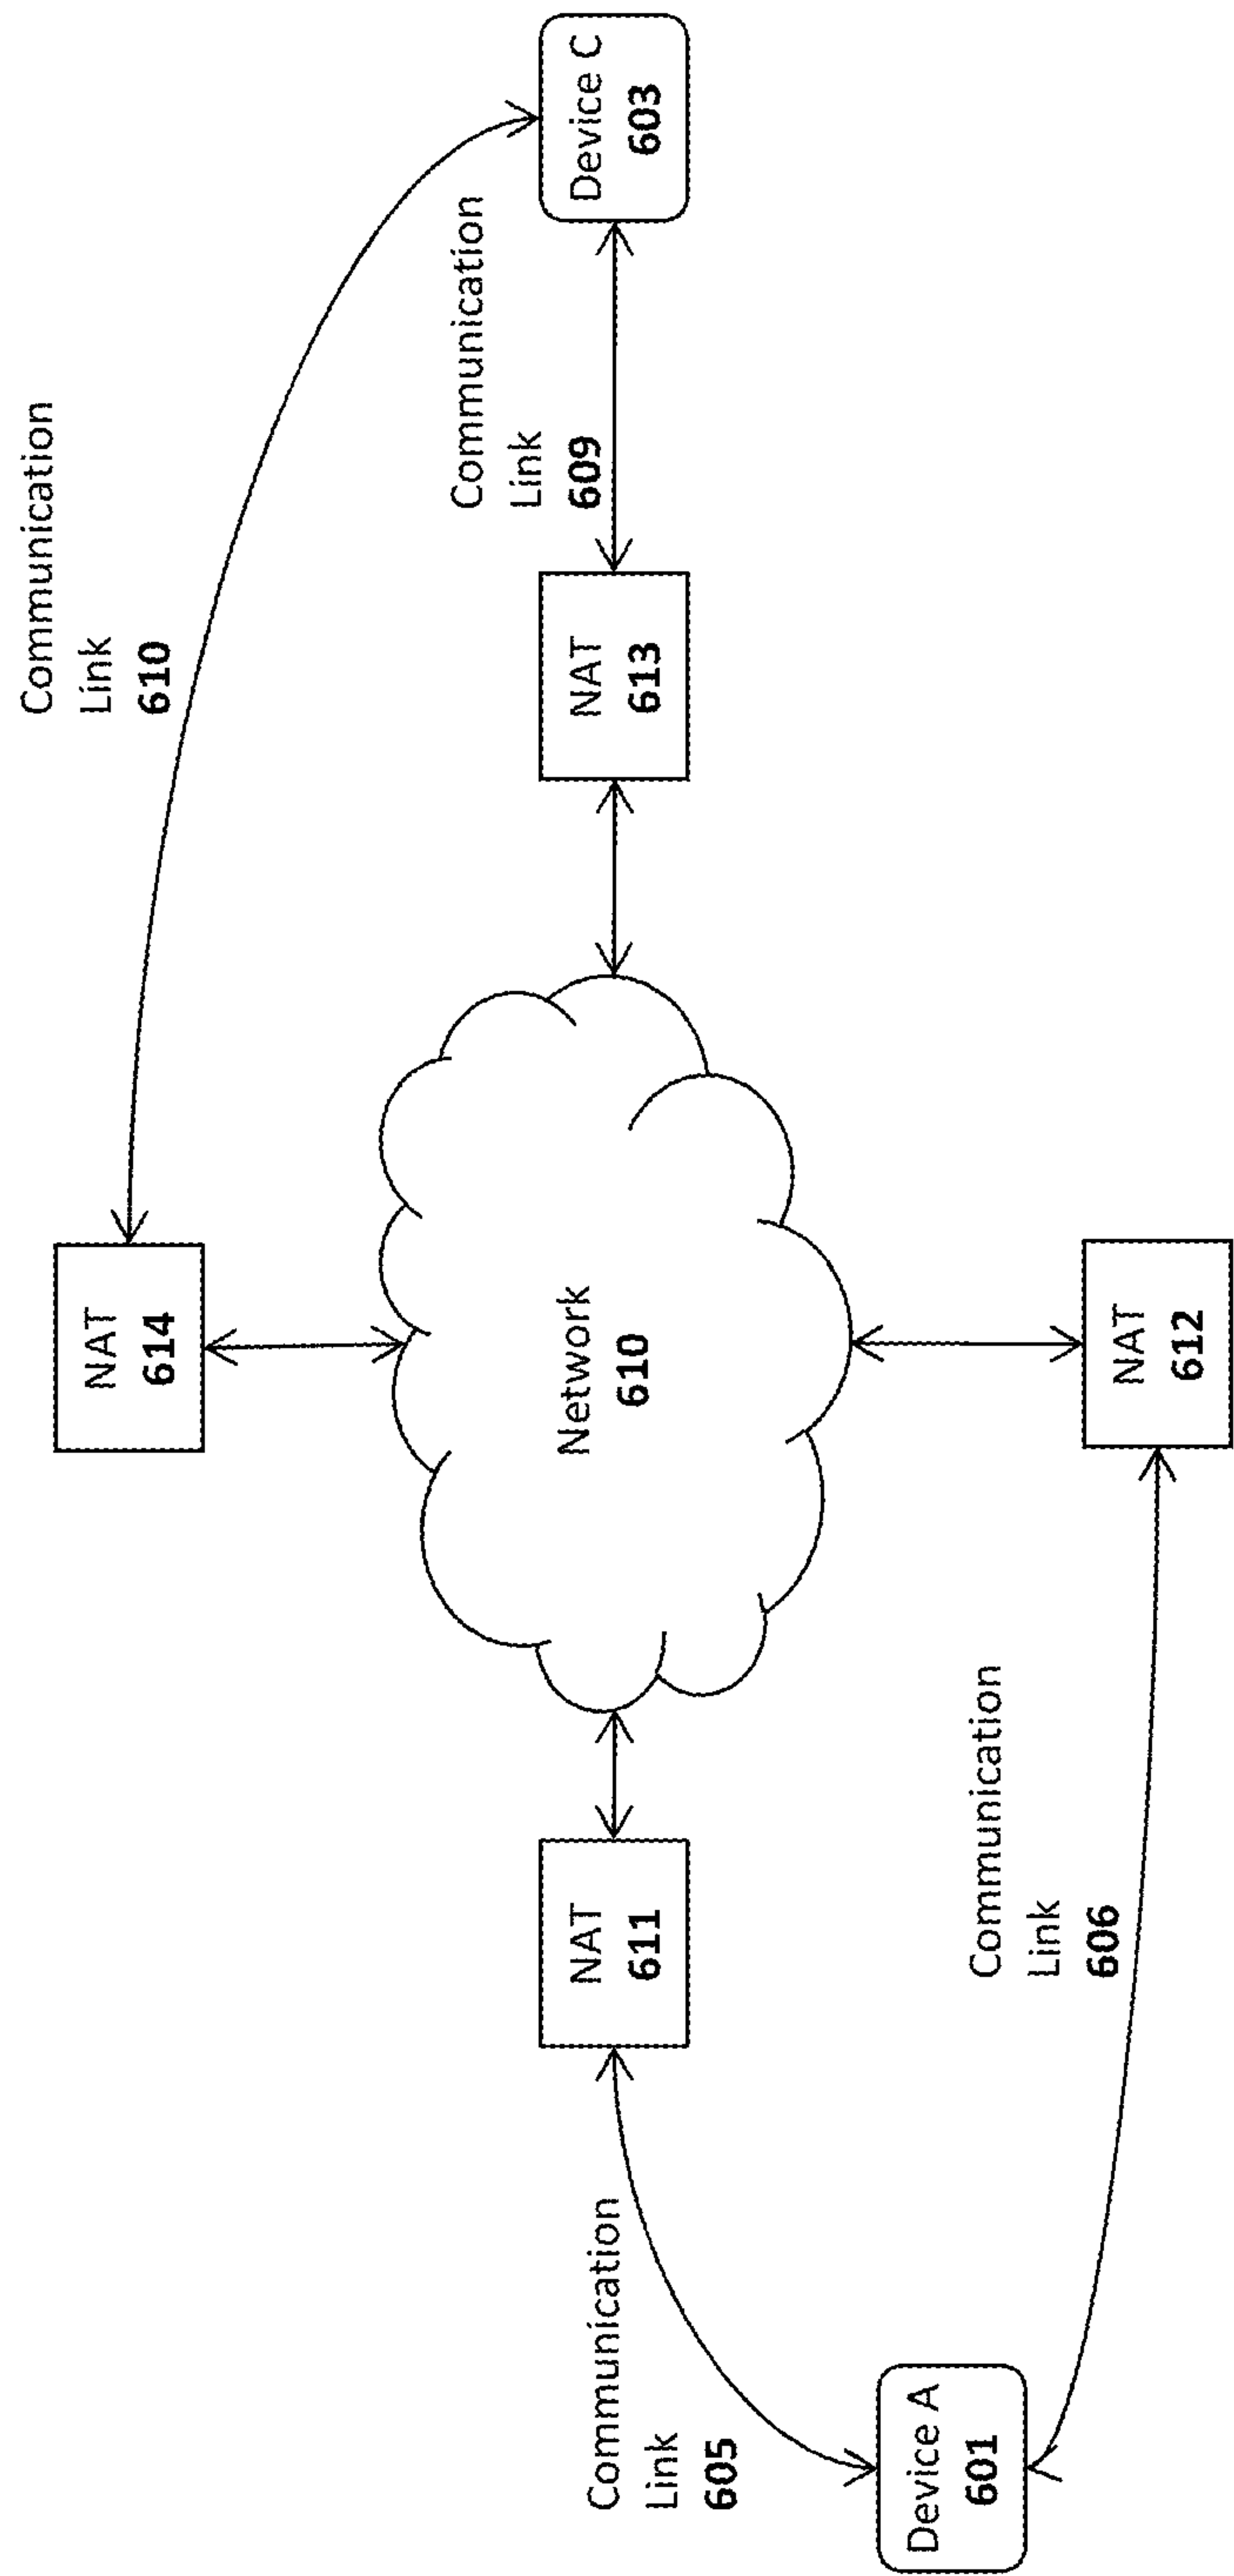 Communication
Link
610
NAT
614
Communication
Link
609
Device C
603
NAT
611
Network
610
NAT
613
Communication
Link
605
Device A
601
Communication
Link
606
NAT
612